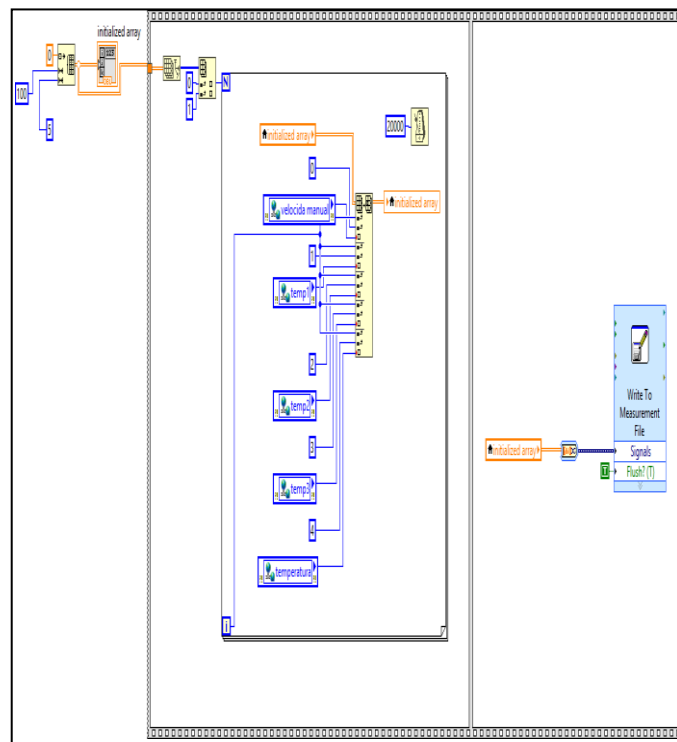 initialized array
0
100
5
0
1
N
initialized array
20000
0
velocida manual
initialized array
1
temp1
2
temp2
3
temp3
4
temperatura
i
Write To
Measurement
File
initialized array
Signals
T
Flush? (T)